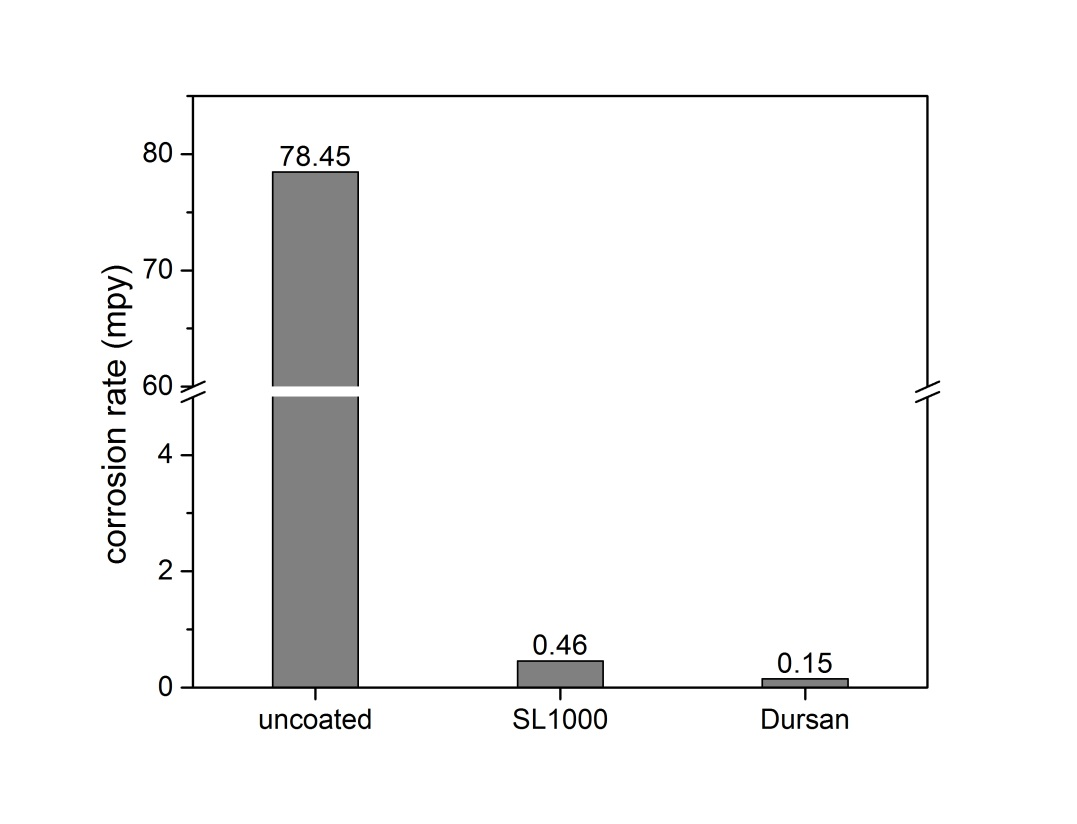 corrosion rate (mpy)
80
70
60
4
2
0
78.45
0.46
0.15
uncoated
SL1000
Dursan